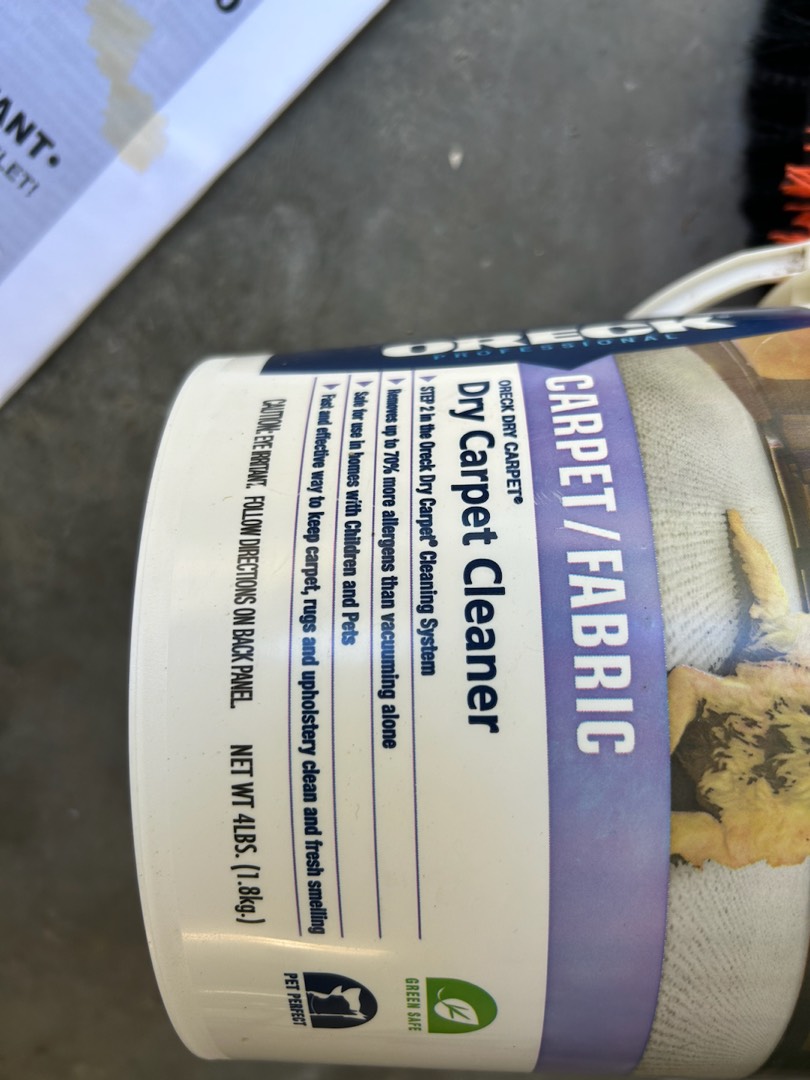 ORECK
PROFESSIONAL
CARPET / FABRIC
ORECK DRY CARPET®
Dry Carpet Cleaner
STEP 2 in the Oreck Dry Carpet® Cleaning System
Removes up to 70% more allergens than vacuuming alone
Safe for use in homes with Children and Pets
Fast and effective way to keep carpet, rugs and upholstery clean and fresh smelling
CAUTION: EYE IRRITANT. FOLLOW DIRECTIONS ON BACK PANEL. NET WT 4LBS. (1.8kg.)
GREEN SAFE
PET PERFECT